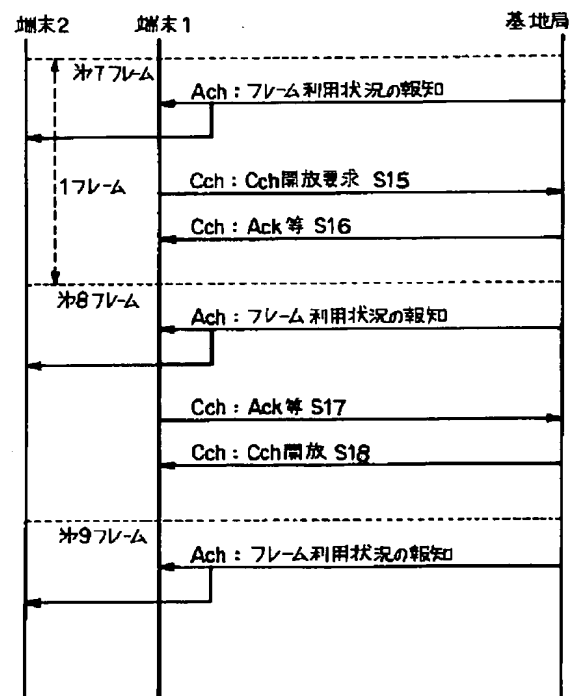 端末2 端末1 基地局
第7フレーム
Ach:フレーム利用状況の報知
1フレーム
Cch:Cch開放要求 S15
Cch:Ack等 S16
第8フレーム
Ach:フレーム利用状況の報知
Cch:Ack等 S17
Cch:Cch開放 S18
第9フレーム
Ach:フレーム利用状況の報知